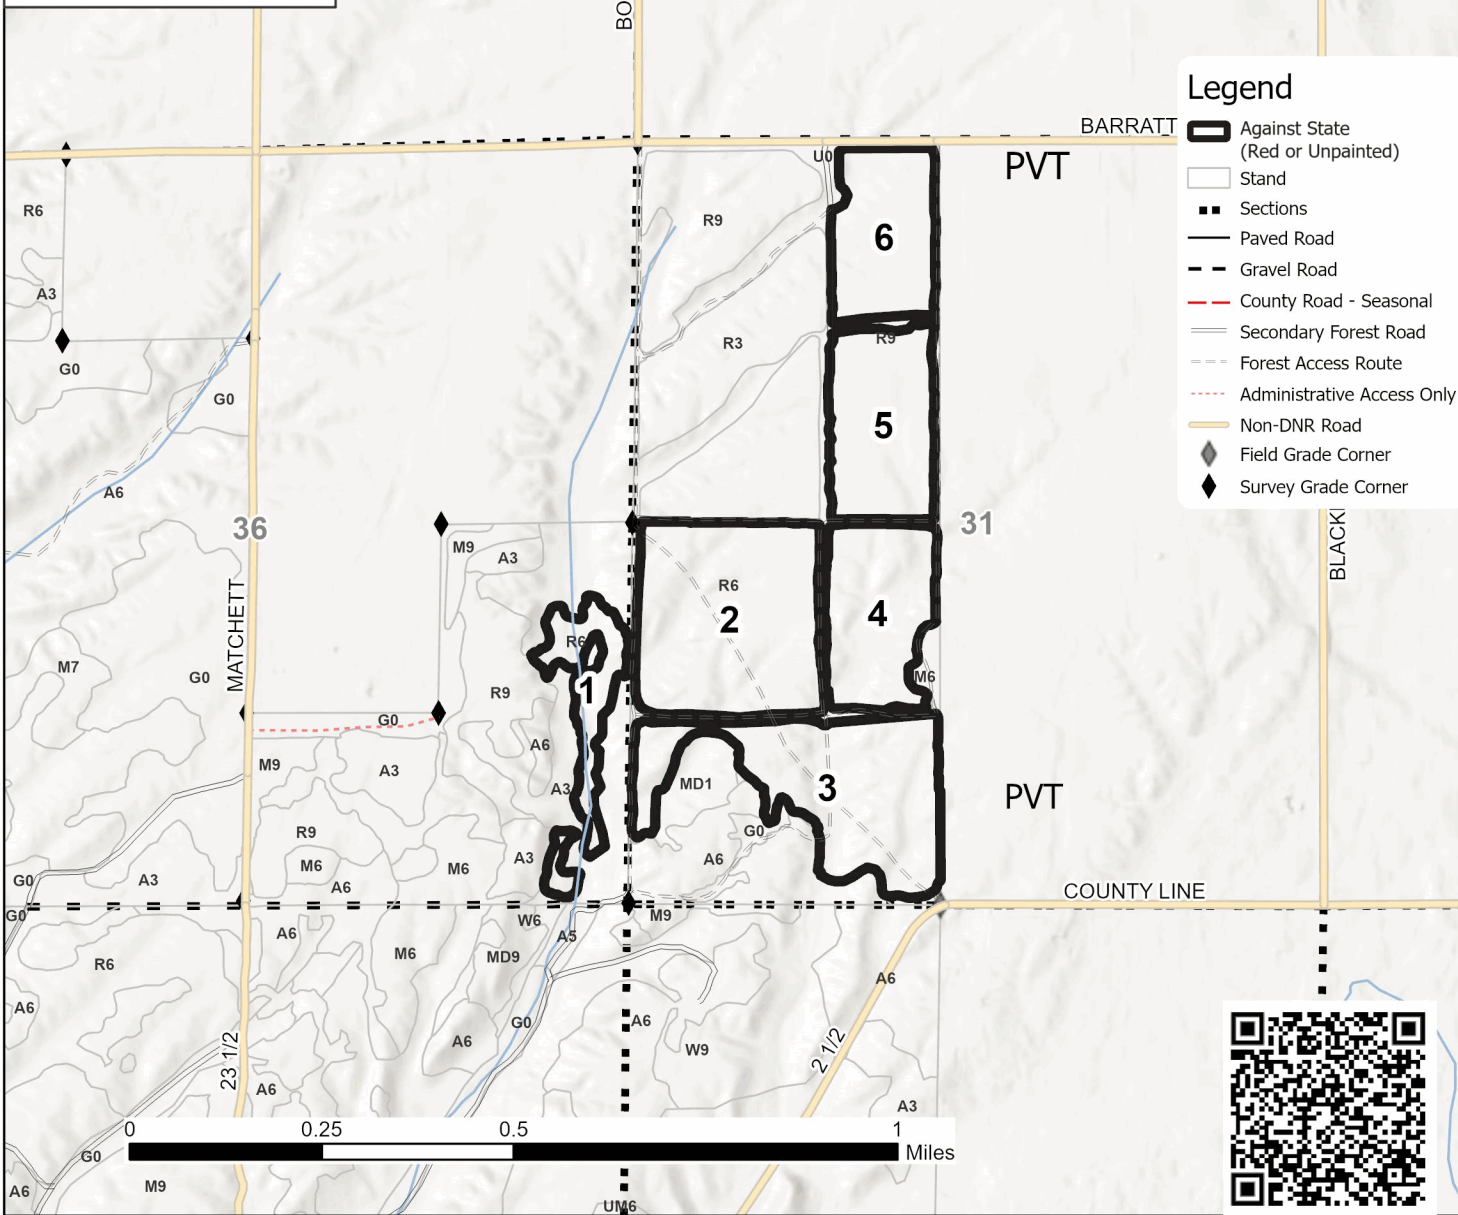 BO
BARRATT
U0
PVT
R6
R9
6
A3
R3
R9
G0
G0
5
A6
36
31
M9
A3
BLACKI
R6
2
4
R6
M7
G0
MATCHETT
R9
1
M6
G0
M9
A3
A6
A3
MD1
3
PVT
R9
G0
M6
A6
M6
A3
A6
G0
A3
G0
COUNTY LINE
W6
M9
A6
A5
R6
M6
MD9
A6
A6
G0
A6
23 1/2
A6
W9
2 1/2
A6
A3
0
0.25
0.5
1
Miles
G0
A6
M9
UM6
Legend
Against State
(Red or Unpainted)
Stand
Sections
Paved Road
Gravel Road
County Road - Seasonal
Secondary Forest Road
Forest Access Route
Administrative Access Only
Non-DNR Road
Field Grade Corner
Survey Grade Corner